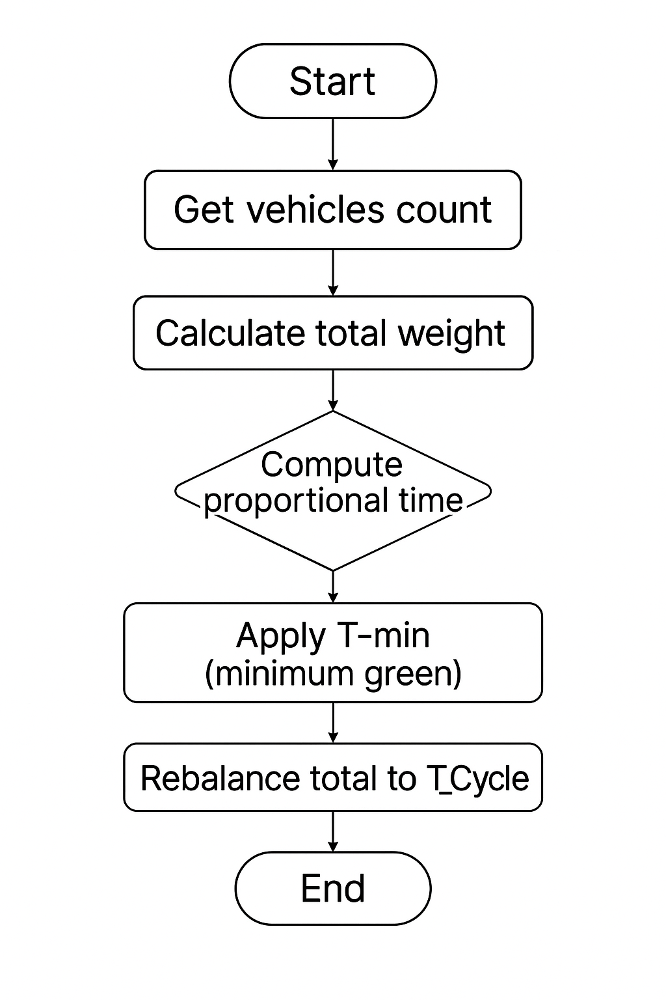 Start
Get vehicles count
Calculate total weight
Compute
proportional time
Apply T-min
(minimum green)
Rebalance total to T_Cycle
End